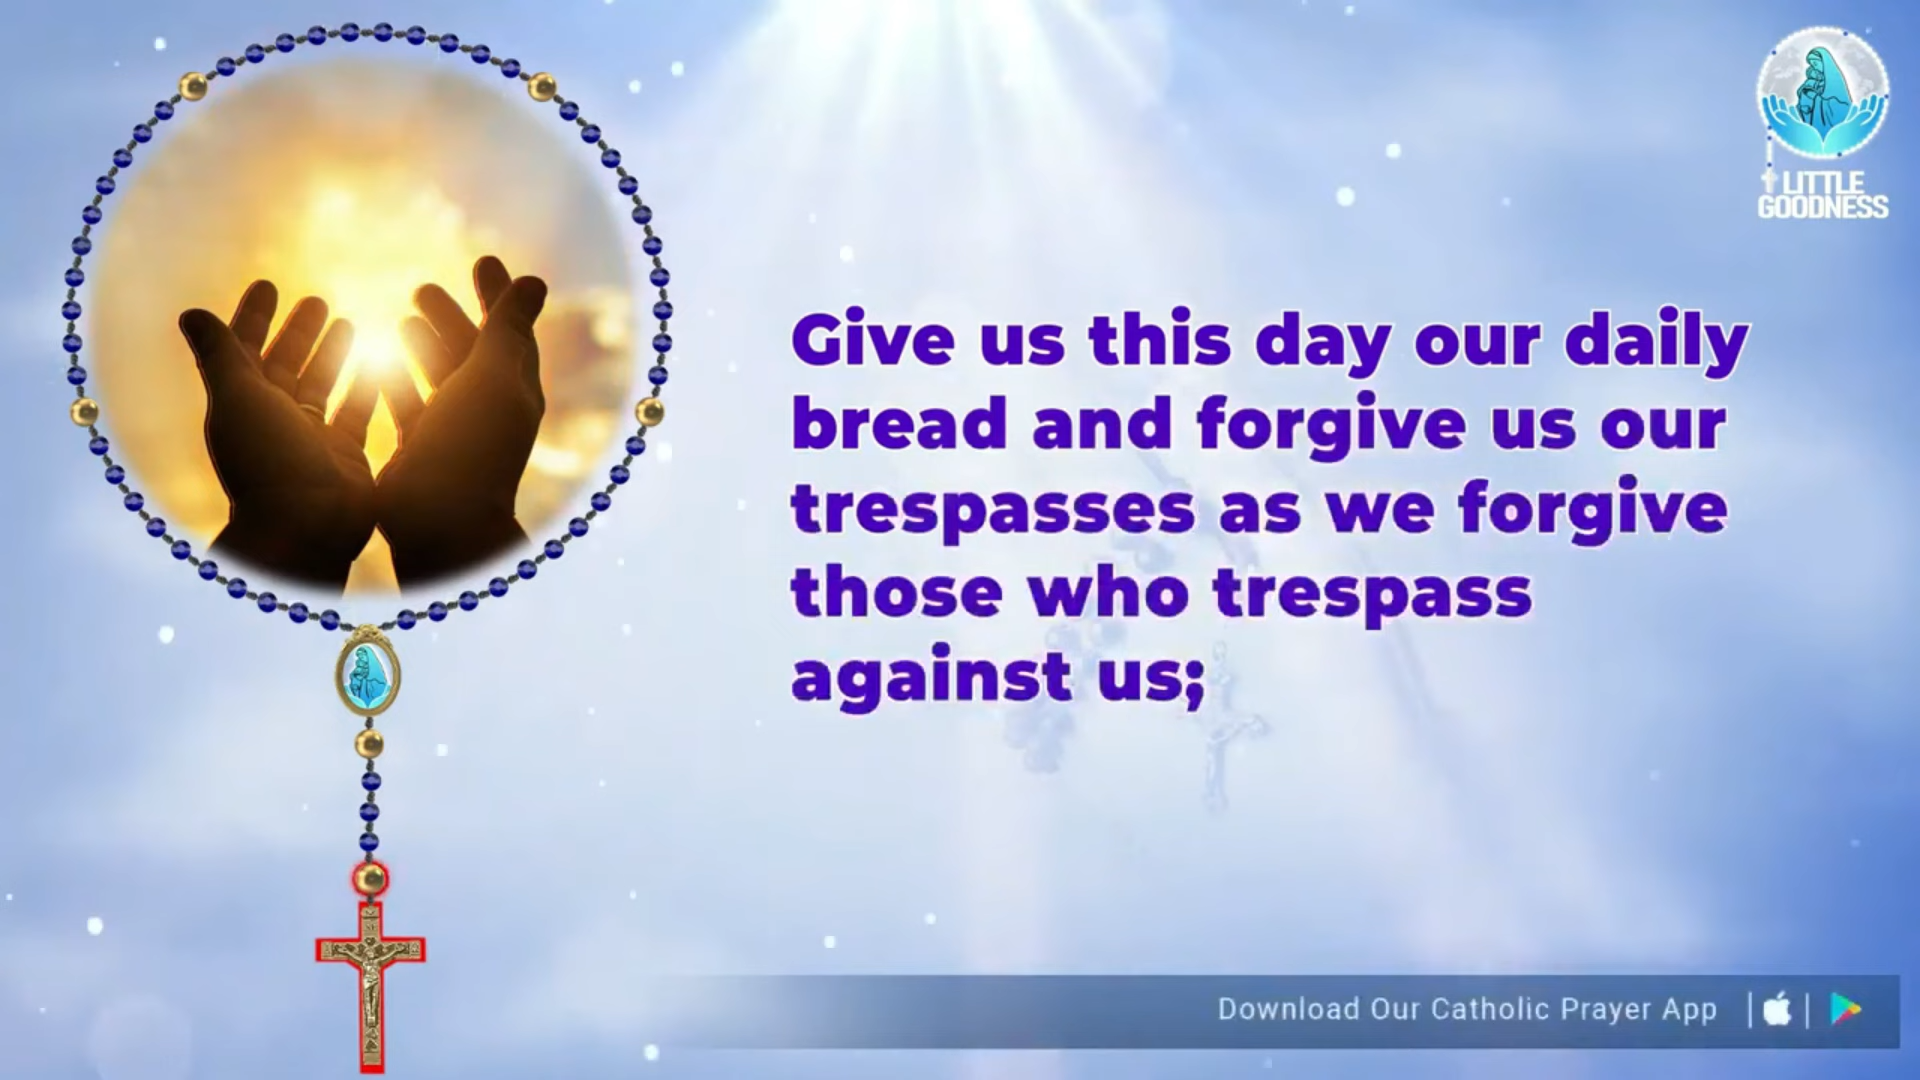 LITTLE
GOODNESS
Give us this day our daily
bread and forgive us our
trespasses as we forgive
those who trespass
against us;
Download Our Catholic Prayer App